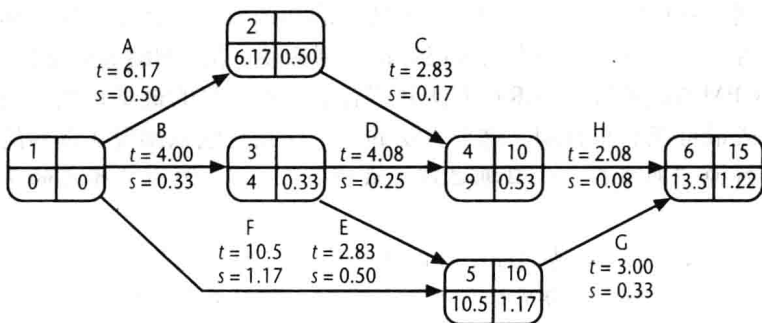 2
6.17 0.50
A
t = 6.17
s = 0.50
C
t = 2.83
s = 0.17
1
0 0
B
t = 4.00
s = 0.33
3
4 0.33
D
t = 4.08
s = 0.25
4 10
9 0.53
H
t = 2.08
s = 0.08
6 15
13.5 1.22
F
t = 10.5
s = 1.17
E
t = 2.83
s = 0.50
5 10
10.5 1.17
G
t = 3.00
s = 0.33